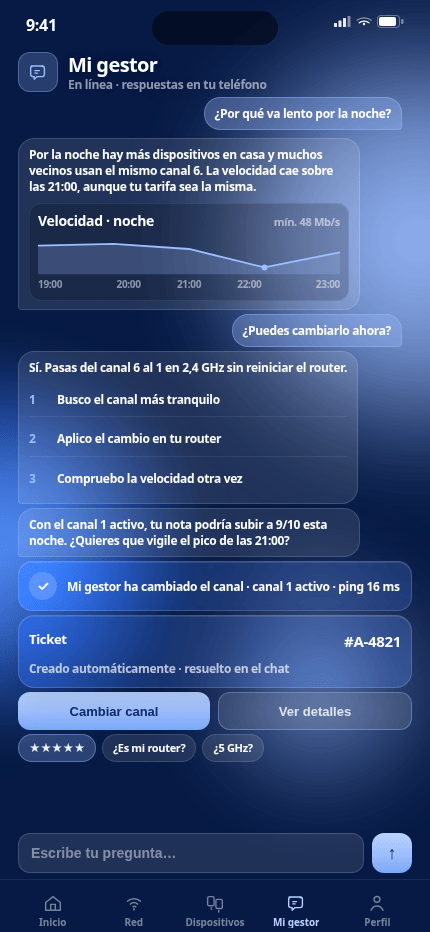 9:41
Mi gestor
En línea · respuestas en tu teléfono
¿Por qué va lento por la noche?
Por la noche hay más dispositivos en casa y muchos
vecinos usan el mismo canal 6. La velocidad cae sobre
las 21:00, aunque tu tarifa sea la misma.
Velocidad · noche mín. 48 Mb/s
19:00 20:00 21:00 22:00 23:00
¿Puedes cambiarlo ahora?
Sí. Pasas del canal 6 al 1 en 2,4 GHz sin reiniciar el router.
1 Busco el canal más tranquilo
2 Aplico el cambio en tu router
3 Compruebo la velocidad otra vez
Con el canal 1 activo, tu nota podría subir a 9/10 esta
noche. ¿Quieres que vigile el pico de las 21:00?
Mi gestor ha cambiado el canal · canal 1 activo · ping 16 ms
Ticket #A-4821
Creado automáticamente · resuelto en el chat
Cambiar canal Ver detalles
★★★★★ ¿Es mi router? ¿5 GHz?
Escribe tu pregunta… ↑
Inicio Red Dispositivos Mi gestor Perfil